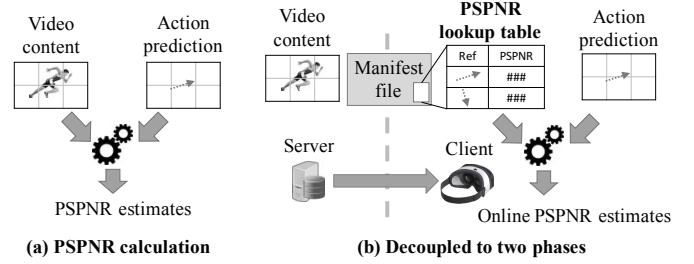 Video
content
Action
prediction
PSPNR estimates
(a) PSPNR calculation
Video
content
Manifest
file
PSPNR
lookup table
Ref PSPNR
###
###
Action
prediction
Server
Client
Online PSPNR estimates
(b) Decoupled to two phases